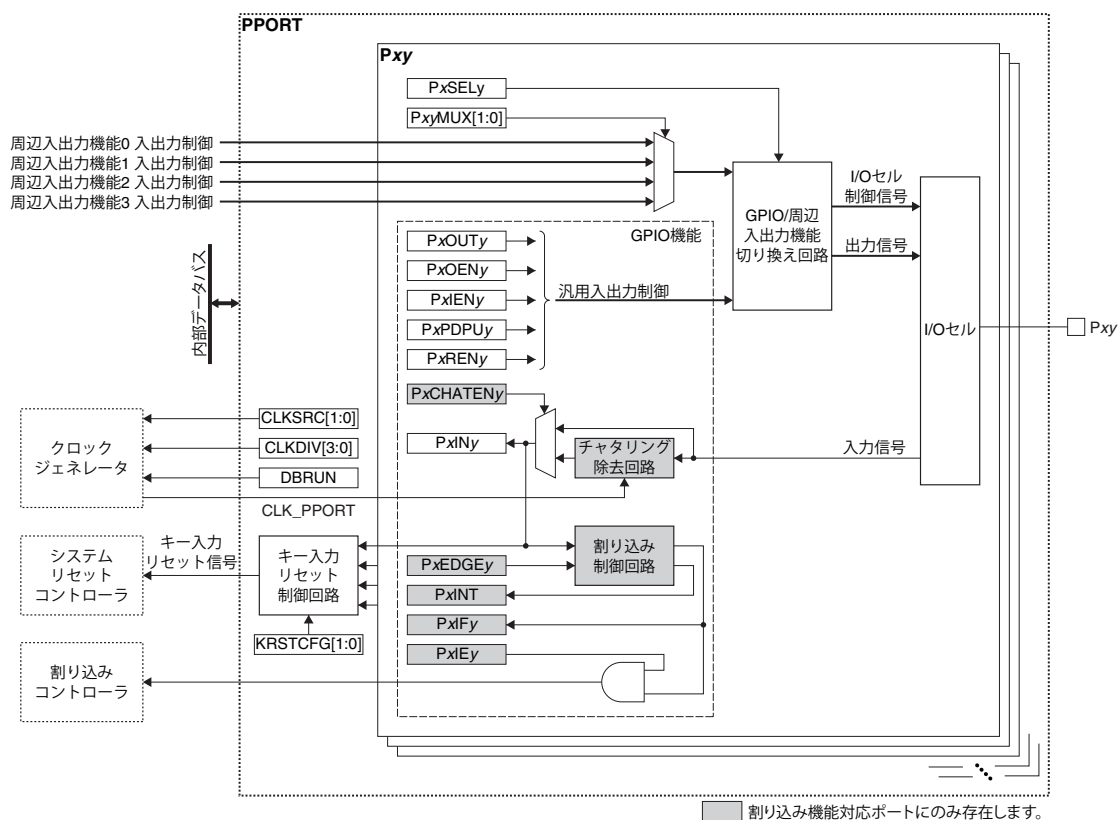 PPORT
Pxy
PxSELy
PxyMUX[1:0]
周辺入出力機能0 入出力制御
周辺入出力機能1 入出力制御
周辺入出力機能2 入出力制御
周辺入出力機能3 入出力制御
GPIO/周辺
入出力機能
切り換え回路
I/Oセル
制御信号
出力信号
I/Oセル
Pxy
内部データバス
GPIO機能
PxOUTy
PxOENy
PxIENy
PxPDPUy
PxRENy
汎用入出力制御
PxCHATENy
PxINy
チャタリング
除去回路
入力信号
クロック
ジェネレータ
CLKSRC[1:0]
CLKDIV[3:0]
DBRUN
CLK_PPORT
システム
リセット
コントローラ
キー入力
リセット信号
キー入力
リセット
制御回路
KRSTCFG[1:0]
割り込み
制御回路
PxEDGEy
PxINT
PxIFy
PxIEy
割り込み
コントローラ
割り込み機能対応ポートにのみ存在します。